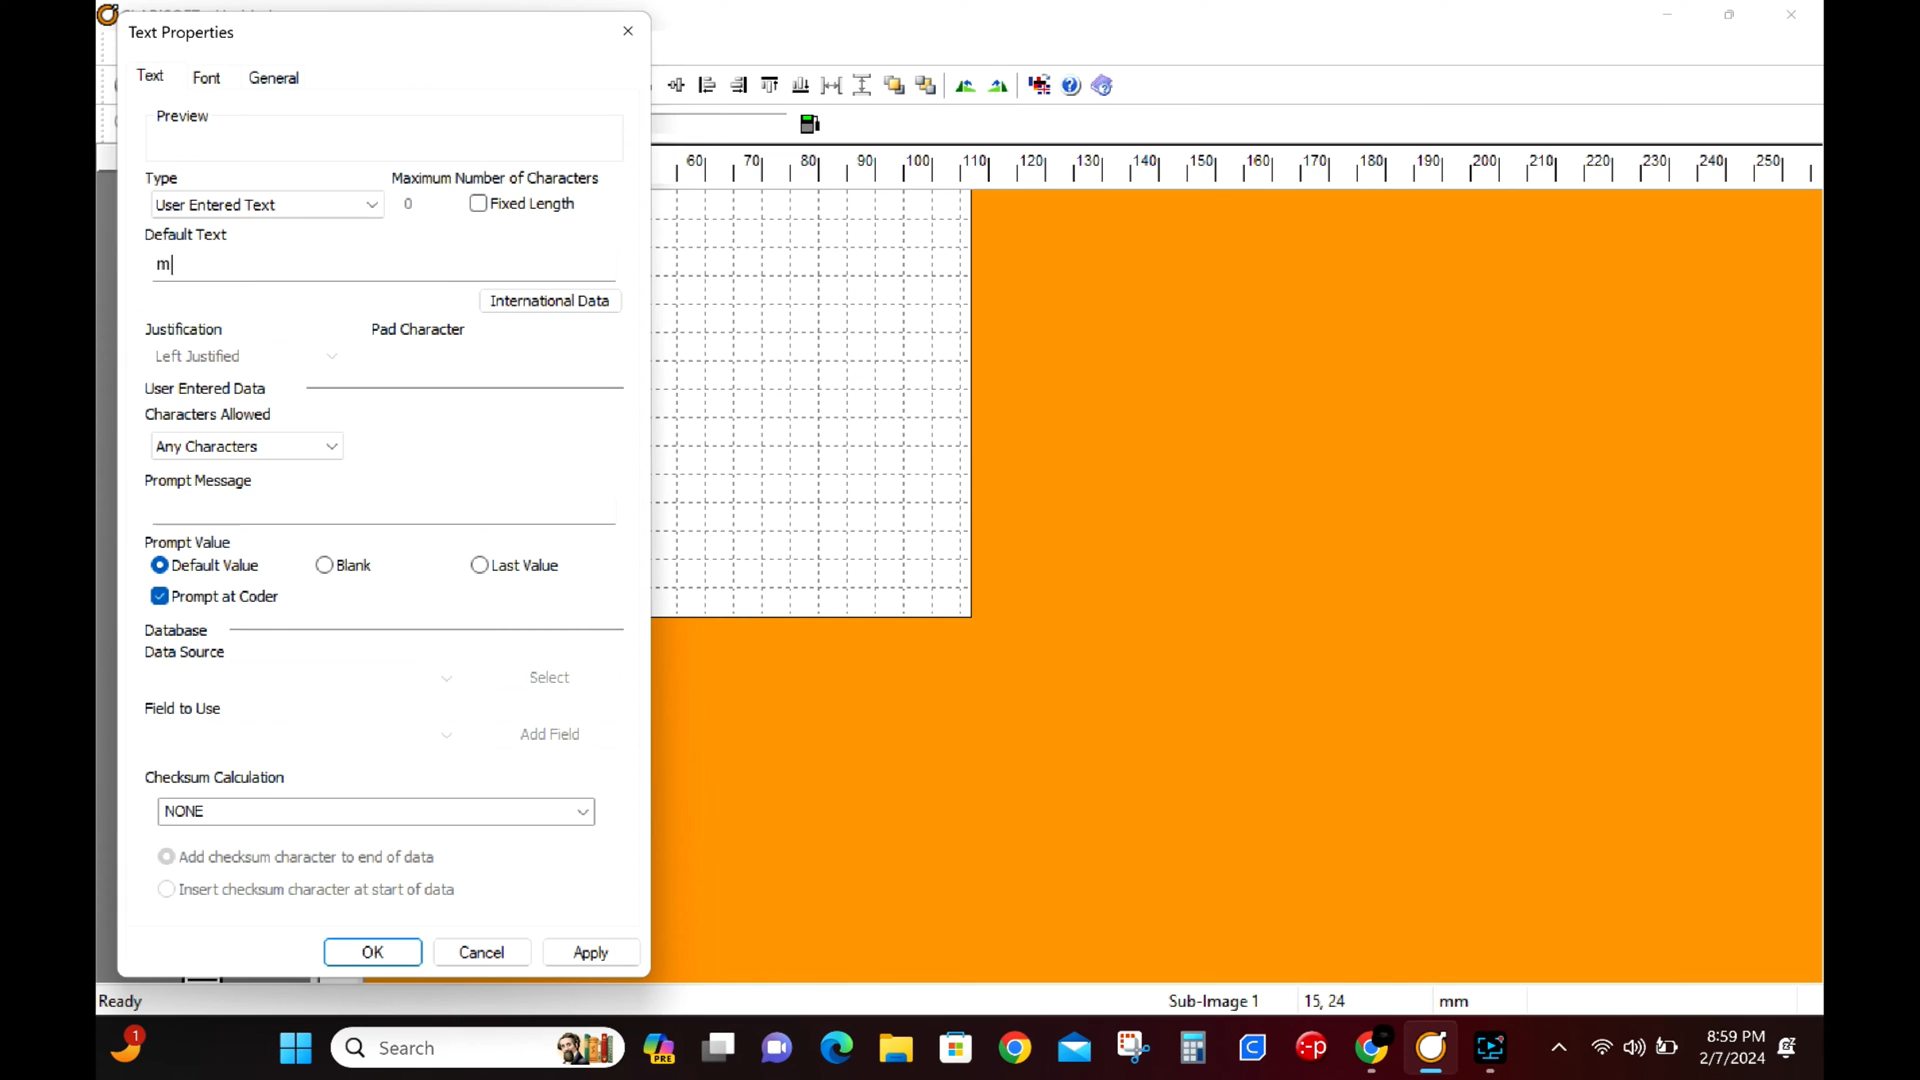 Text Properties
Text Font General
Preview
Type Maximum Number of Characters
User Entered Text 0 Fixed Length
Default Text
m
International Data
Justification Pad Character
Left Justified
User Entered Data
Characters Allowed
Any Characters
Prompt Message
Prompt Value
Default Value Blank Last Value
Prompt at Coder
Database
Data Source
Select
Field to Use
Add Field
Checksum Calculation
NONE
Add checksum character to end of data
Insert checksum character at start of data
OK Cancel Apply
60 70 80 90 100 110 120 130 140 150 160 170 180 190 200 210 220 230 240 250
Ready Sub-Image 1 15, 24 mm
1 Search PRE c p 8:59 PM
2/7/2024